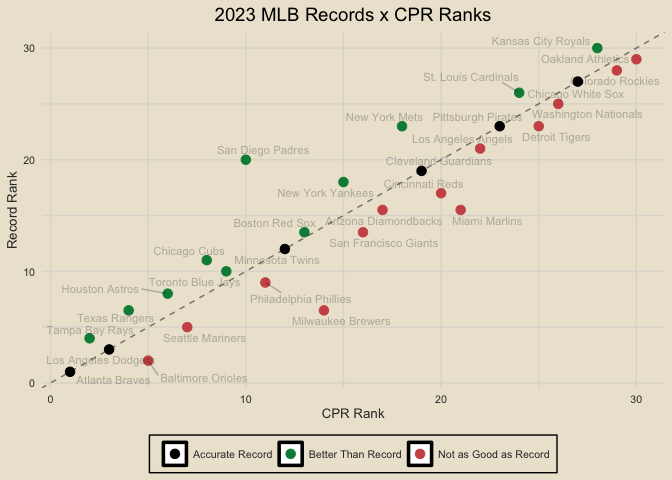 2023 MLB Records x CPR Ranks
Kansas City Royals
Oakland Athletics
St. Louis Cardinals
Colorado Rockies
Chicago White Sox
New York Mets
Pittsburgh Pirates
Washington Nationals
Los Angeles Angels
Detroit Tigers
San Diego Padres
Cleveland Guardians
Cincinnati Reds
New York Yankees
Boston Red Sox
Arizona Diamondbacks
Miami Marlins
San Francisco Giants
Chicago Cubs
Minnesota Twins
Houston Astros
Toronto Blue Jays
Philadelphia Phillies
Texas Rangers
Milwaukee Brewers
Tampa Bay Rays
Seattle Mariners
Los Angeles Dodgers
Atlanta Braves
Baltimore Orioles
30
20
10
0
Record Rank
0
10
20
30
CPR Rank
Accurate Record
Better Than Record
Not as Good as Record